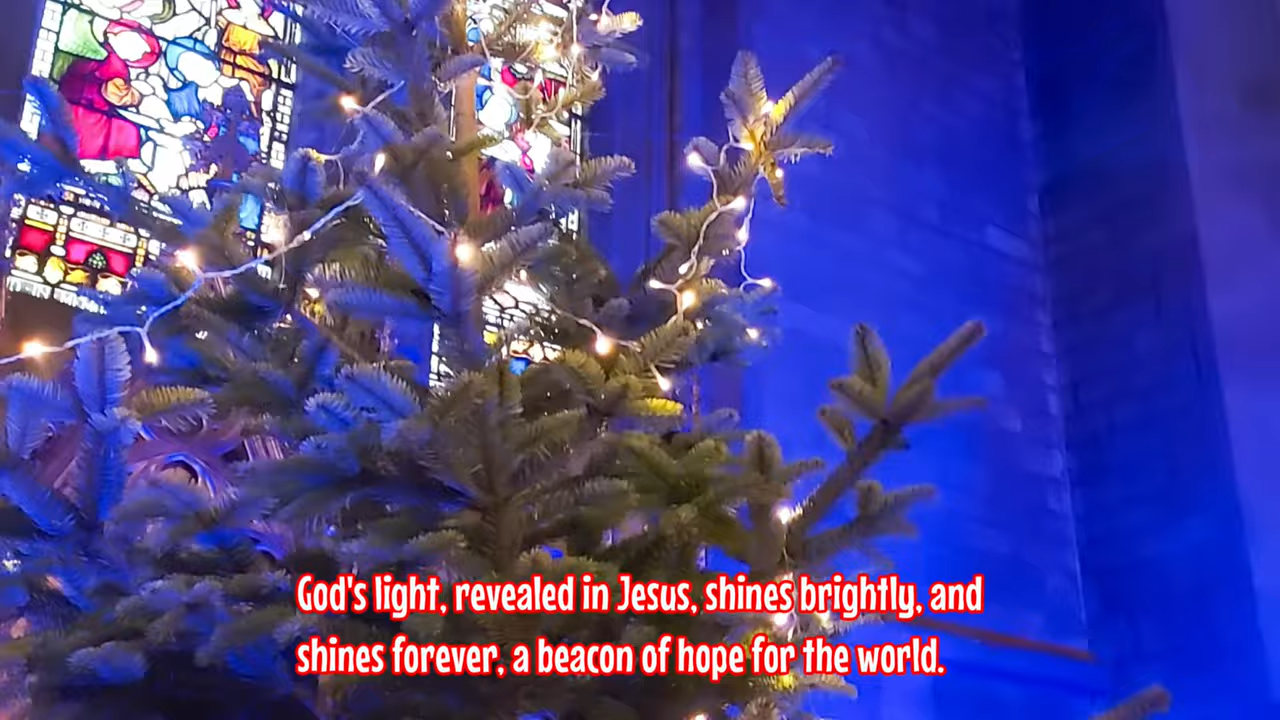 God's light, revealed in Jesus, shines brightly, and
shines forever, a beacon of hope for the world.